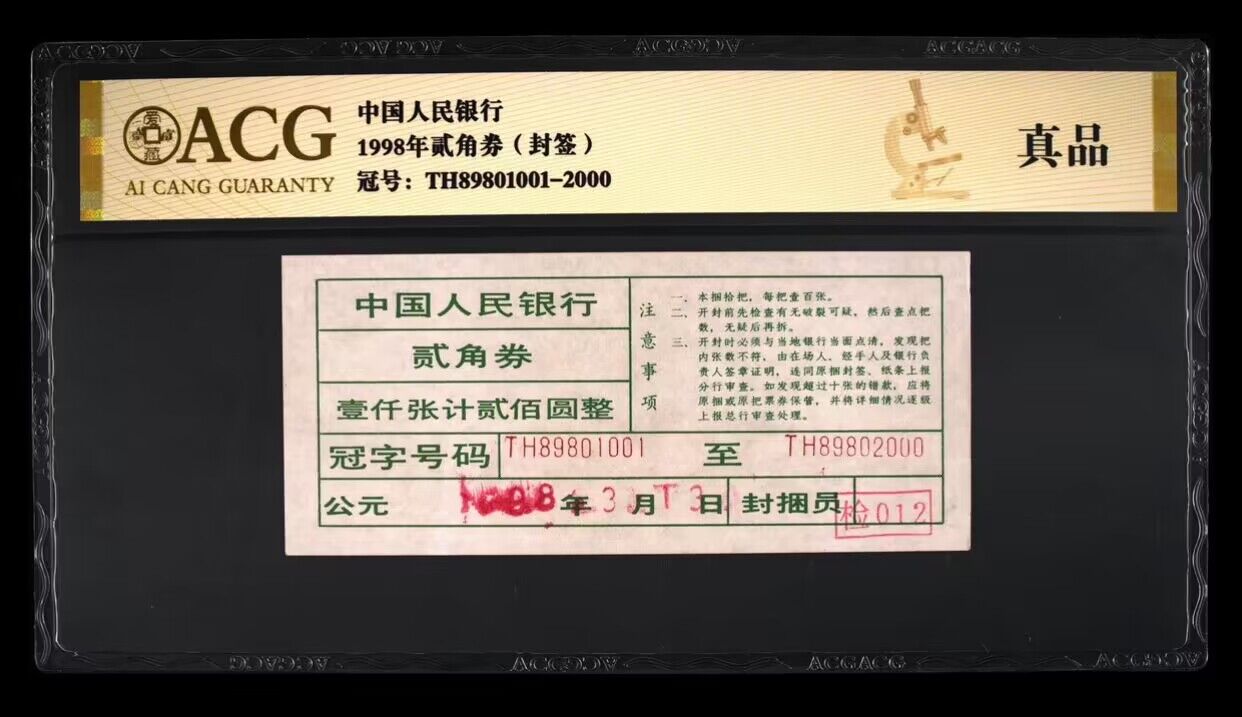 ACG
AI CANG GUARANTY
中国人民银行
1998年贰角券（封签）
冠号：TH89801001-2000
真品
中国人民银行
贰角券
壹仟张计贰佰圆整
注意事项
一、本捆拾把，每把壹百张。
二、开封前先检查有无破裂可疑，然后查点把
数，无疑后再拆。
三、开封时必须与当地银行当面点清，发现把
内张数不符，由在场人、经手人及银行负
责人签章证明，连同原捆封签、纸条上报
分行审查。如发现超过十张的错款，应将
原捆或原把票券保管，并将详细情况逐级
上报总行审查处理。
冠字号码 TH89801001 至 TH89802000
公元 98年 3 月 T3 日 封捆员 检012